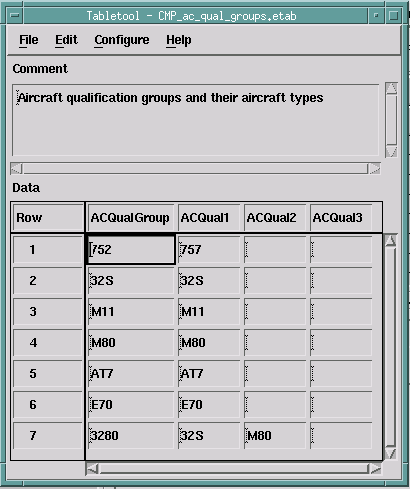 Tabletool - CMP_ac_qual_groups.etab
File Edit Configure Help
Comment
Aircraft qualification groups and their aircraft types
Data
Row ACQualGroup ACQual1 ACQual2 ACQual3
1 752 757
2 32S 32S
3 M11 M11
4 M80 M80
5 AT7 AT7
6 E70 E70
7 3280 32S M80